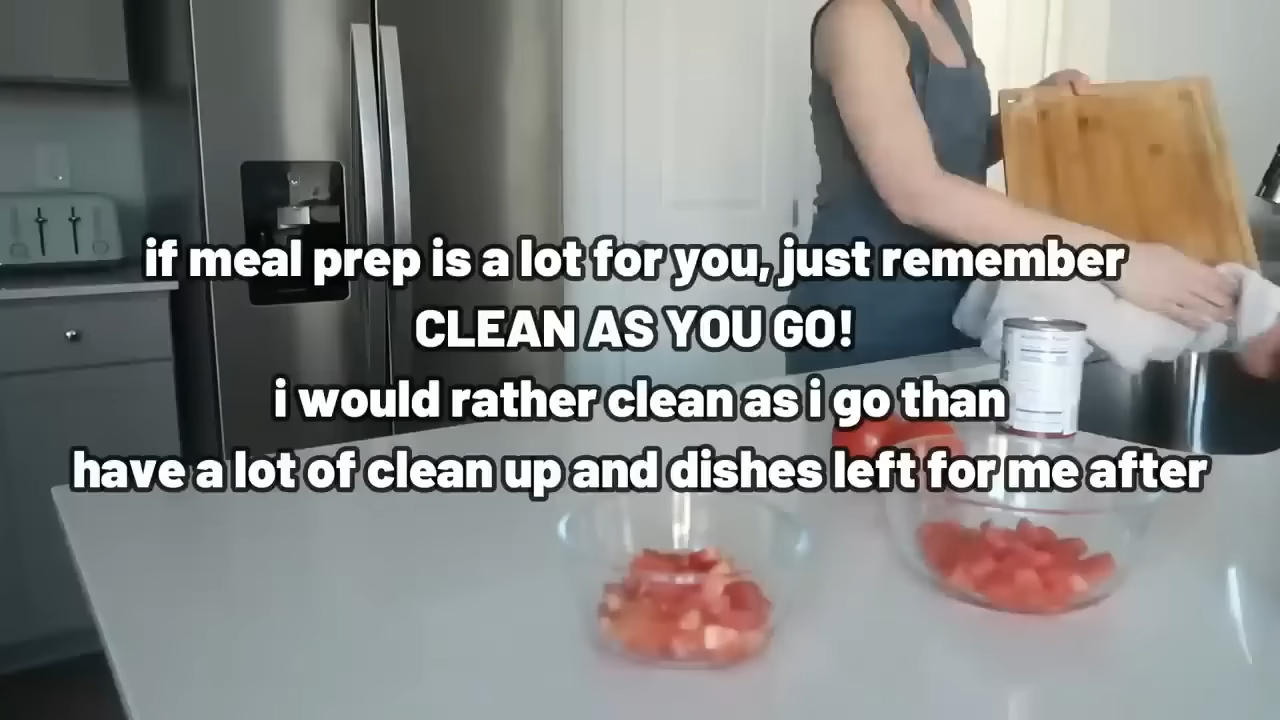 if meal prep is a lot for you, just remember
CLEAN AS YOU GO!
i would rather clean as i go than
have a lot of clean up and dishes left for me after